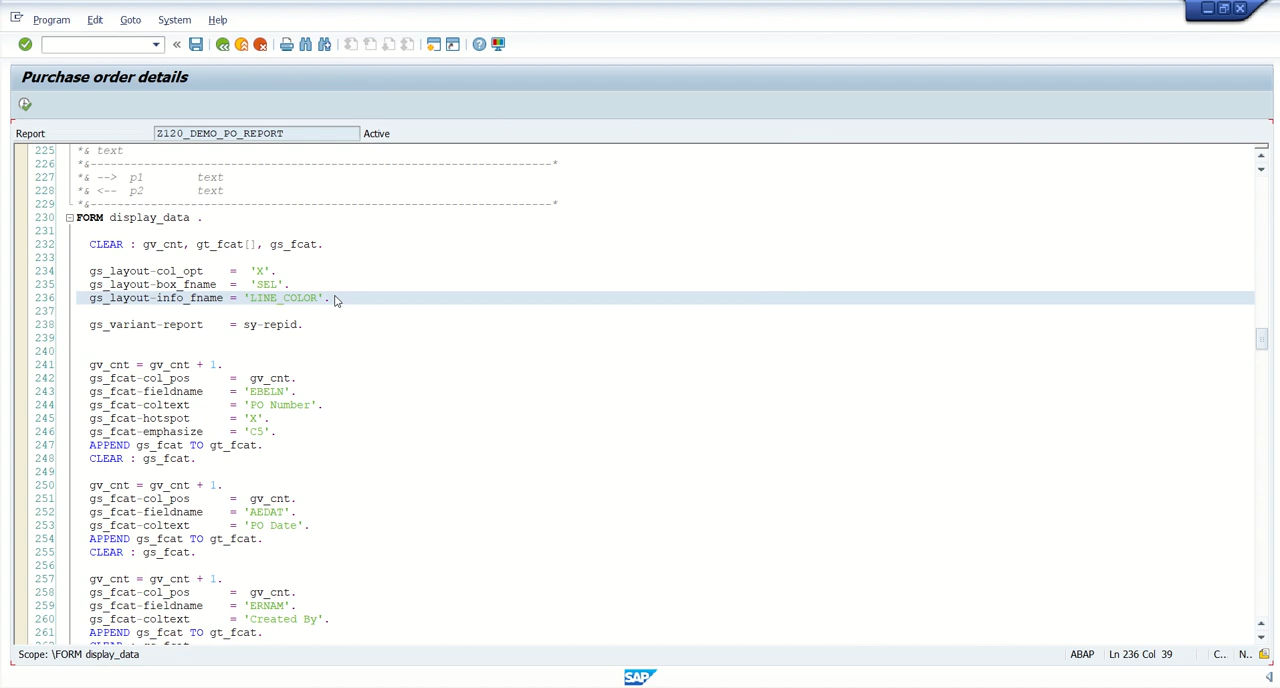 Program Edit Goto System Help
Purchase order details
Report Z120_DEMO_PO_REPORT Active
225 *& text
226 *&---------------------------------------------------------------------*
227 *& --> p1 text
228 *& <-- p2 text
229 *&---------------------------------------------------------------------*
230 FORM display_data .
231
232 CLEAR : gv_cnt, gt_fcat[], gs_fcat.
233
234 gs_layout-col_opt = 'X'.
235 gs_layout-box_fname = 'SEL'.
236 gs_layout-info_fname = 'LINE_COLOR'.
237
238 gs_variant-report = sy-repid.
239
240
241 gv_cnt = gv_cnt + 1.
242 gs_fcat-col_pos = gv_cnt.
243 gs_fcat-fieldname = 'EBELN'.
244 gs_fcat-coltext = 'PO Number'.
245 gs_fcat-hotspot = 'X'.
246 gs_fcat-emphasize = 'C5'.
247 APPEND gs_fcat TO gt_fcat.
248 CLEAR : gs_fcat.
249
250 gv_cnt = gv_cnt + 1.
251 gs_fcat-col_pos = gv_cnt.
252 gs_fcat-fieldname = 'AEDAT'.
253 gs_fcat-coltext = 'PO Date'.
254 APPEND gs_fcat TO gt_fcat.
255 CLEAR : gs_fcat.
256
257 gv_cnt = gv_cnt + 1.
258 gs_fcat-col_pos = gv_cnt.
259 gs_fcat-fieldname = 'ERNAM'.
260 gs_fcat-coltext = 'Created By'.
261 APPEND gs_fcat TO gt_fcat.
Scope: \FORM display_data ABAP Ln 236 Col 39 C.. N..
SAP